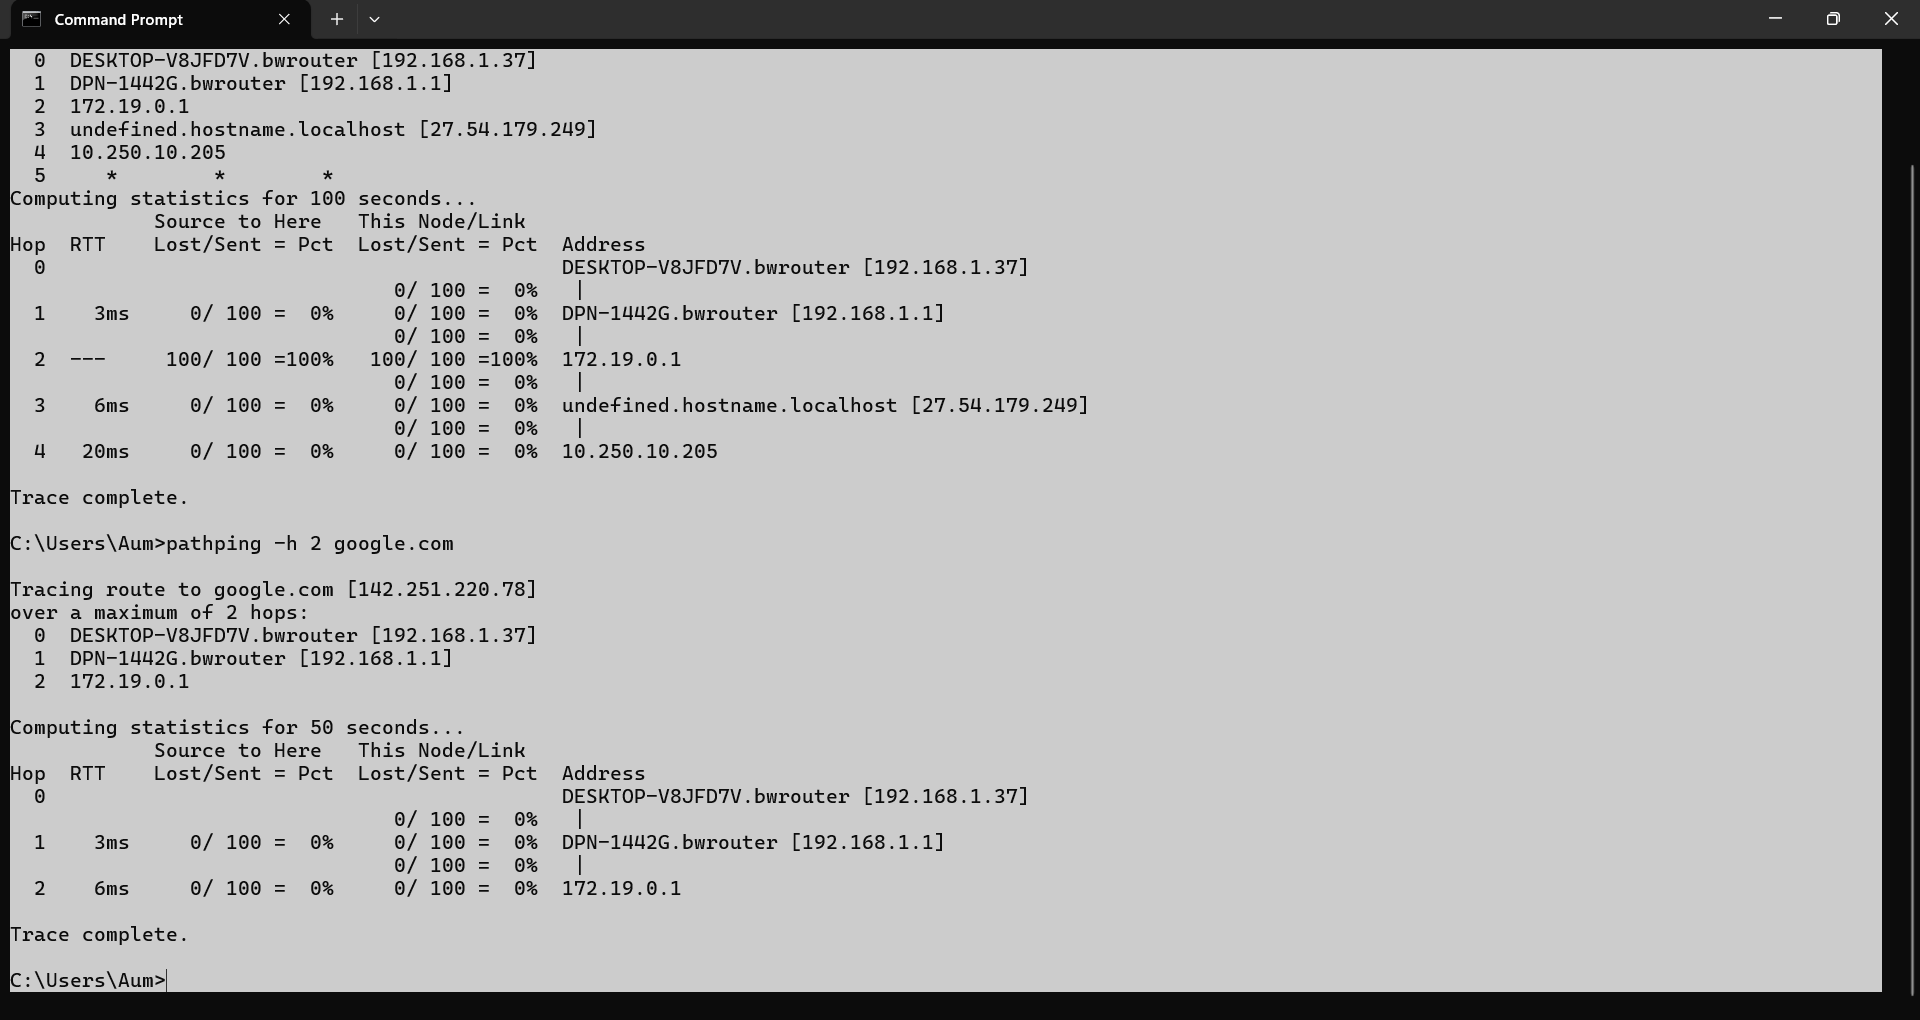 Command Prompt
  0  DESKTOP-V8JFD7V.bwrouter [192.168.1.37]
  1  DPN-1442G.bwrouter [192.168.1.1]
  2  172.19.0.1
  3  undefined.hostname.localhost [27.54.179.249]
  4  10.250.10.205
  5     *        *        *
Computing statistics for 100 seconds...
            Source to Here   This Node/Link
Hop  RTT    Lost/Sent = Pct  Lost/Sent = Pct  Address
  0                                           DESKTOP-V8JFD7V.bwrouter [192.168.1.37]
                                0/ 100 =  0%   |
  1    3ms     0/ 100 =  0%     0/ 100 =  0%  DPN-1442G.bwrouter [192.168.1.1]
                                0/ 100 =  0%   |
  2  ---     100/ 100 =100%   100/ 100 =100%  172.19.0.1
                                0/ 100 =  0%   |
  3    6ms     0/ 100 =  0%     0/ 100 =  0%  undefined.hostname.localhost [27.54.179.249]
                                0/ 100 =  0%   |
  4   20ms     0/ 100 =  0%     0/ 100 =  0%  10.250.10.205

Trace complete.

C:\Users\Aum>pathping -h 2 google.com

Tracing route to google.com [142.251.220.78]
over a maximum of 2 hops:
  0  DESKTOP-V8JFD7V.bwrouter [192.168.1.37]
  1  DPN-1442G.bwrouter [192.168.1.1]
  2  172.19.0.1

Computing statistics for 50 seconds...
            Source to Here   This Node/Link
Hop  RTT    Lost/Sent = Pct  Lost/Sent = Pct  Address
  0                                           DESKTOP-V8JFD7V.bwrouter [192.168.1.37]
                                0/ 100 =  0%   |
  1    3ms     0/ 100 =  0%     0/ 100 =  0%  DPN-1442G.bwrouter [192.168.1.1]
                                0/ 100 =  0%   |
  2    6ms     0/ 100 =  0%     0/ 100 =  0%  172.19.0.1

Trace complete.

C:\Users\Aum>